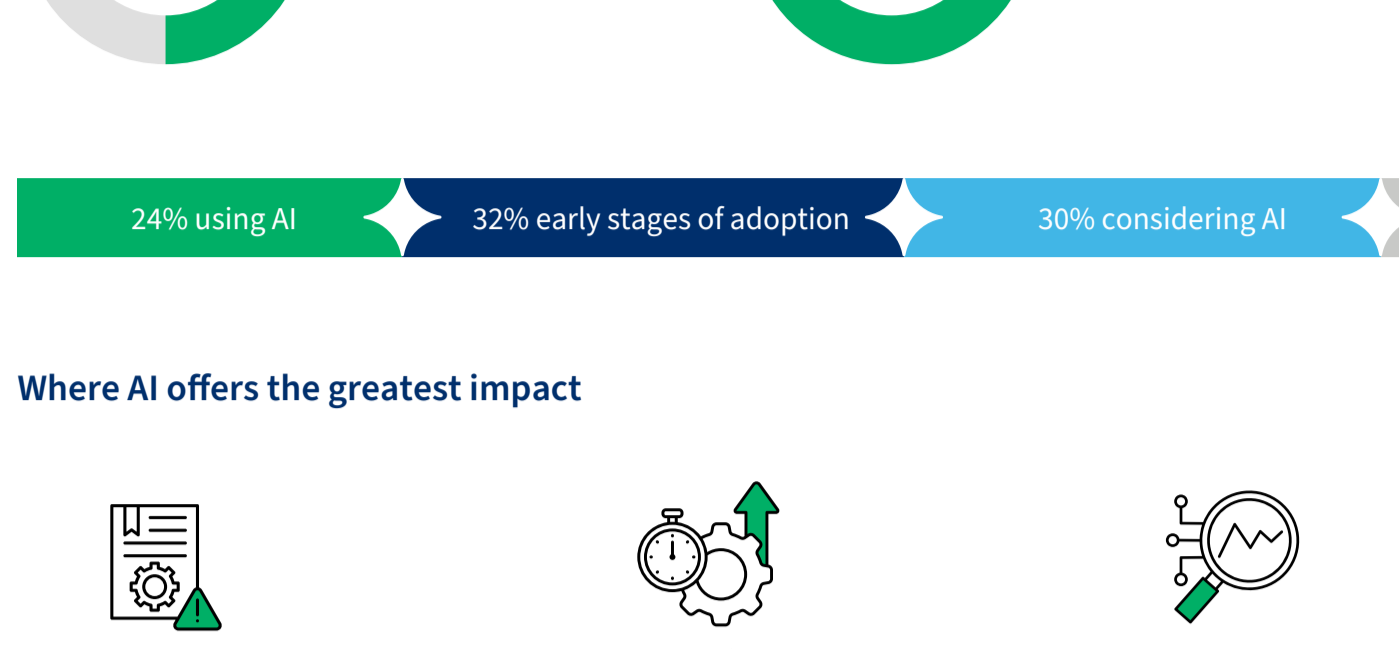 24% using AI
32% early stages of adoption
30% considering AI
Where AI offers the greatest impact